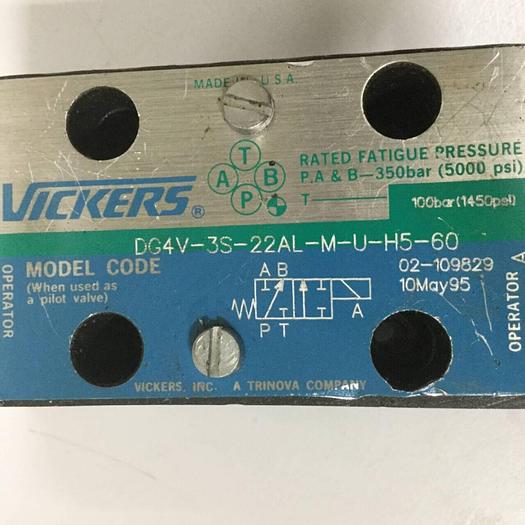 MADE IN U.S.A
T
A B
P
VICKERS®
RATED FATIGUE PRESSURE
P.A & B—350bar (5000 psi)
T 100bar(1450psi)
DG4V-3S-22AL-M-U-H5-60
OPERATOR
MODEL CODE
(When used as
a pilot valve)
A B
P T
A
02-109829
10May95
OPERATOR A
VICKERS, INC. A TRINOVA COMPANY